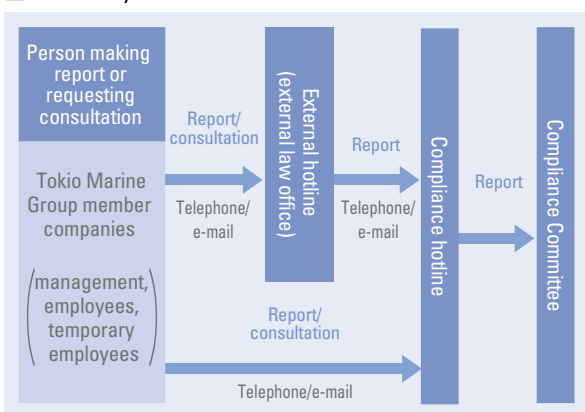 Person making
report or
requesting
consultation
Tokio Marine
Group member
companies
(management,
employees,
temporary
employees)
Report/
consultation
Telephone/
e-mail
External hotline
(external law office)
Report
Telephone/
e-mail
Report/
consultation
Telephone/e-mail
Compliance hotline
Report
Compliance Committee